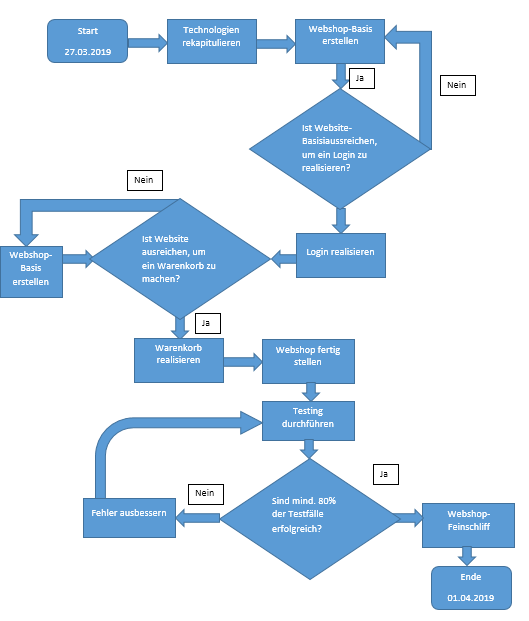 Start
27.03.2019
Technologien
rekapitulieren
Webshop-Basis
erstellen
Ja
Nein
Ist Website-
Basisiaussreichen,
um ein Login zu
realisieren?
Nein
Login realisieren
Ist Website
ausreichen, um
ein Warenkorb zu
machen?
Webshop-
Basis
erstellen
Ja
Warenkorb
realisieren
Webshop fertig
stellen
Testing
durchführen
Ja
Nein
Sind mind. 80%
der Testfälle
erfolgreich?
Fehler ausbessern
Webshop-
Feinschliff
Ende
01.04.2019